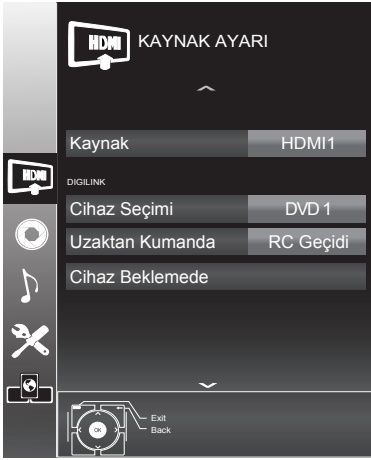 HDMI KAYNAK AYARI
Kaynak HDMI1
HDMI
DIGILINK
Cihaz Seçimi DVD 1
Uzaktan Kumanda RC Geçidi
Cihaz Beklemede
Exit
OK Back